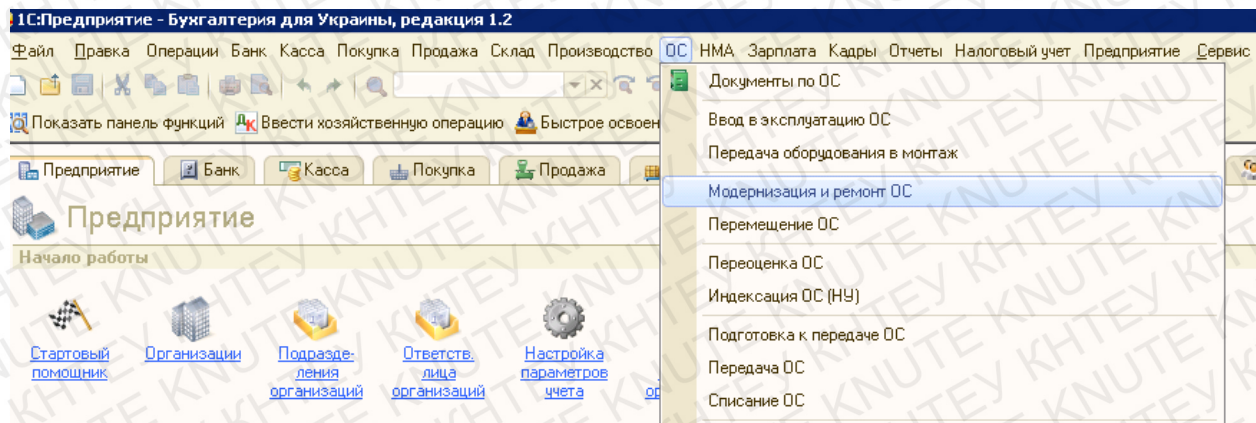 1С:Предприятие - Бухгалтерия для Украины, редакция 1.2
Файл Правка Операции Банк Касса Покупка Продажа Склад Производство ОС НМА Зарплата Кадры Отчеты Налоговый учет Предприятие Сервис
Показать панель функций Ввести хозяйственную операцию Быстрое освоен
Предприятие Банк Касса Покупка Продажа
Предприятие
Начало работы
Стартовый помощник
Организации
Подразде-
ления
организаций
Ответств.
лица
организаций
Настройка
параметров
учета
Документы по ОС
Ввод в эксплуатацию ОС
Передача оборудования в монтаж
Модернизация и ремонт ОС
Перемещение ОС
Переоценка ОС
Индексация ОС (НУ)
Подготовка к передаче ОС
Передача ОС
Списание ОС
KNUTE КНТЕУ